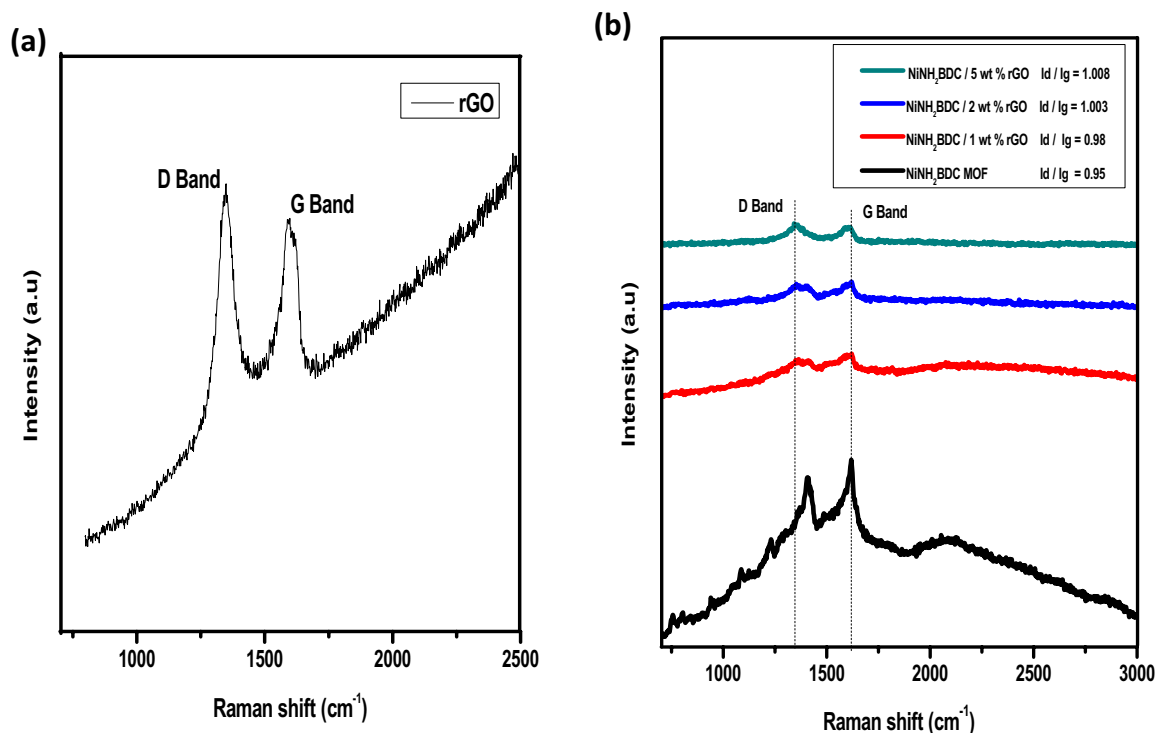 (a)
rGO
D Band
G Band
Intensity (a.u)
1000 1500 2000 2500
Raman shift (cm⁻¹)
(b)
NiNH₂BDC / 5 wt % rGO Id / Ig = 1.008
NiNH₂BDC / 2 wt % rGO Id / Ig = 1.003
NiNH₂BDC / 1 wt % rGO Id / Ig = 0.98
NiNH₂BDC MOF Id / Ig = 0.95
D Band
G Band
Intensity (a.u)
1000 1500 2000 2500 3000
Raman shift (cm⁻¹)